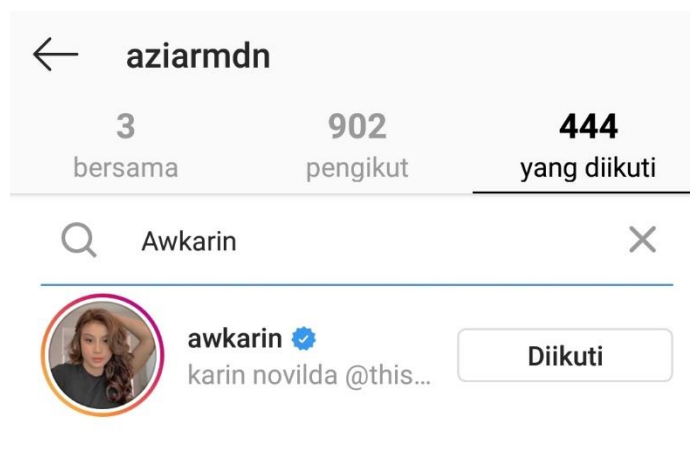 aziarmdn
3 902 444
bersama pengikut yang diikuti
Awkarin
awkarin
karin novilda @this...
Diikuti